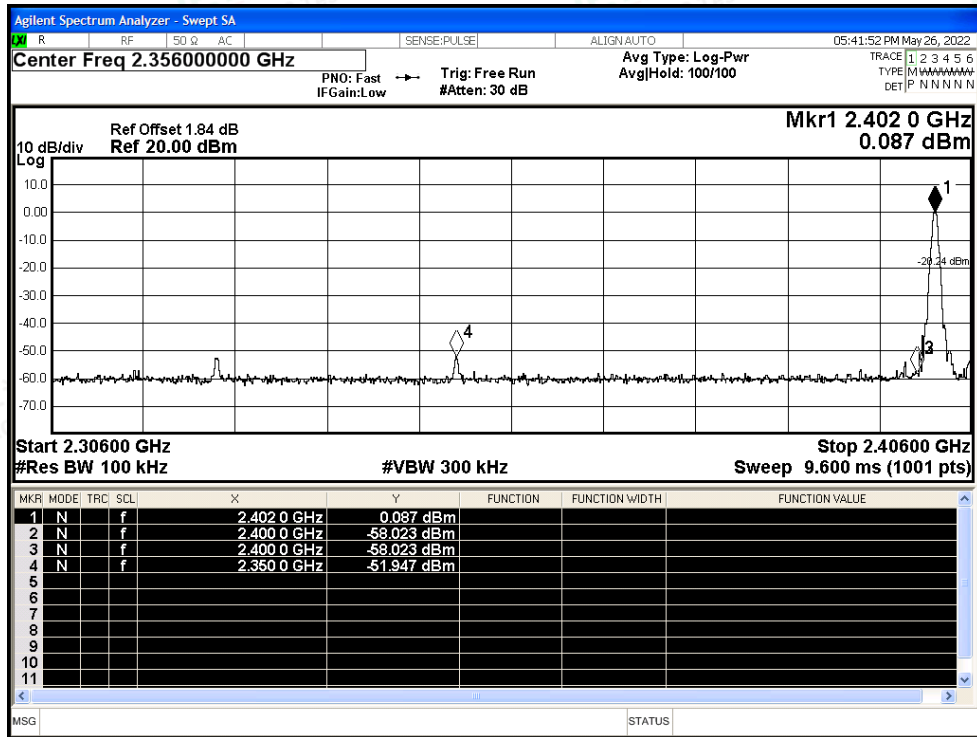 Agilent Spectrum Analyzer - Swept SA
LXI R RF 50 Ω AC SENSE:PULSE ALIGN AUTO 05:41:52 PM May 26, 2022
Center Freq 2.356000000 GHz
PNO: Fast
IFGain:Low
Trig: Free Run
#Atten: 30 dB
Avg Type: Log-Pwr
Avg|Hold: 100/100
TRACE 1 2 3 4 5 6
TYPE M
DET P N N N N N
Mkr1 2.402 0 GHz
0.087 dBm
Ref Offset 1.84 dB
10 dB/div Ref 20.00 dBm
Log
10.0
0.00
-10.0
-20.0
-30.0
-40.0
-50.0
-60.0
-70.0
1
-20.24 dBm
4
3
Start 2.30600 GHz Stop 2.40600 GHz
#Res BW 100 kHz #VBW 300 kHz Sweep 9.600 ms (1001 pts)
MKR MODE TRC SCL X Y FUNCTION FUNCTION WIDTH FUNCTION VALUE
1 N f 2.402 0 GHz 0.087 dBm
2 N f 2.400 0 GHz -58.023 dBm
3 N f 2.400 0 GHz -58.023 dBm
4 N f 2.350 0 GHz -51.947 dBm
5
6
7
8
9
10
11
MSG STATUS